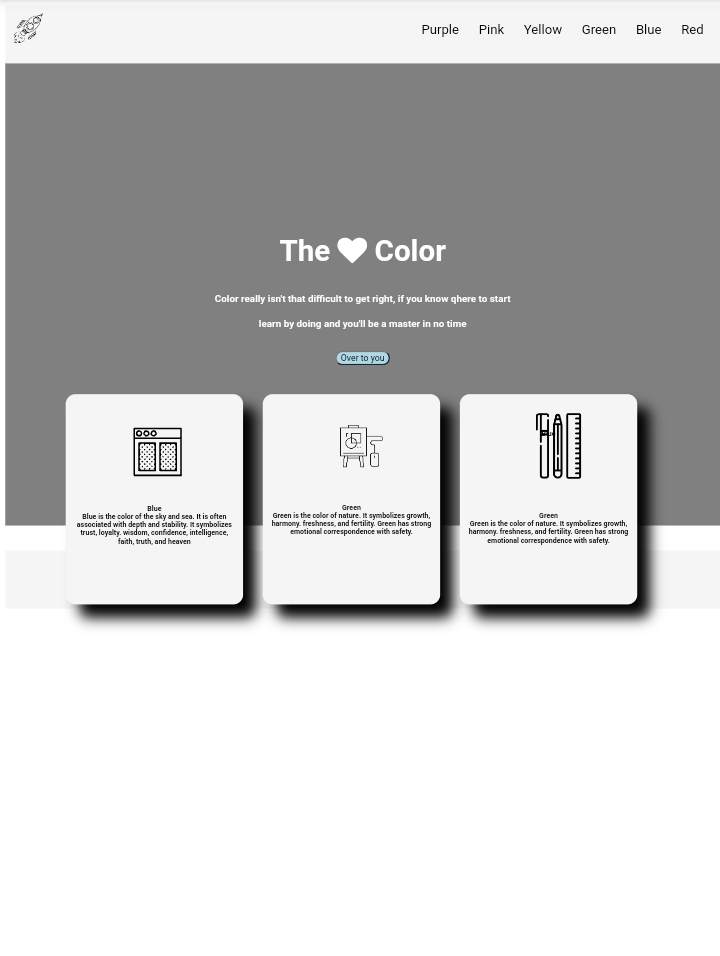 Purple Pink Yellow Green Blue Red
The Color
Color really isn't that difficult to get right, if you know qhere to start
learn by doing and you'll be a master in no time
Over to you
Blue
Blue is the color of the sky and sea. It is often
associated with depth and stability. It symbolizes
trust, loyalty. wisdom, confidence, intelligence,
faith, truth, and heaven
Green
Green is the color of nature. It symbolizes growth,
harmony. freshness, and fertility. Green has strong
emotional correspondence with safety.
Green
Green is the color of nature. It symbolizes growth,
harmony. freshness, and fertility. Green has strong
emotional correspondence with safety.